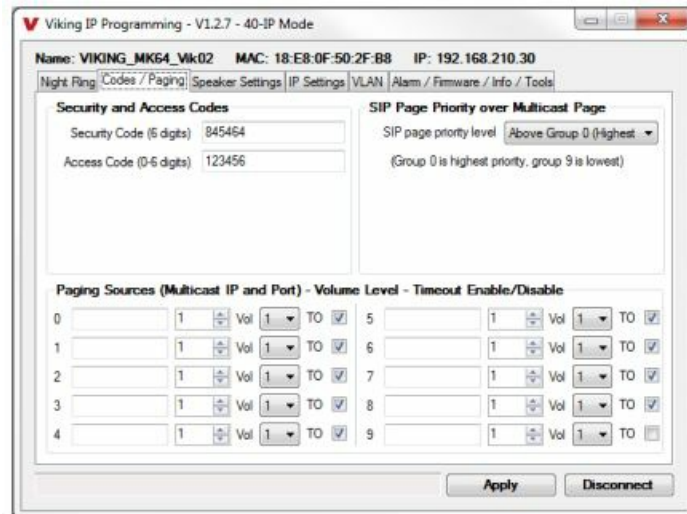 Viking IP Programming - V1.2.7 - 40-IP Mode
Name: VIKING_MK64_Vik02 MAC: 18:E8:0F:50:2F:B8 IP: 192.168.210.30
Night Ring Codes / Paging Speaker Settings IP Settings VLAN Alarm / Firmware / Info / Tools
Security and Access Codes
Security Code (6 digits) 845464
Access Code (0-6 digits) 123456
SIP Page Priority over Multicast Page
SIP page priority level Above Group 0 (Highest
(Group 0 is highest priority, group 9 is lowest)
Paging Sources (Multicast IP and Port) - Volume Level - Timeout Enable/Disable
0 1 Vol 1 TO 5 1 Vol 1 TO
1 1 Vol 1 TO 6 1 Vol 1 TO
2 1 Vol 1 TO 7 1 Vol 1 TO
3 1 Vol 1 TO 8 1 Vol 1 TO
4 1 Vol 1 TO 9 1 Vol 1 TO
Apply Disconnect